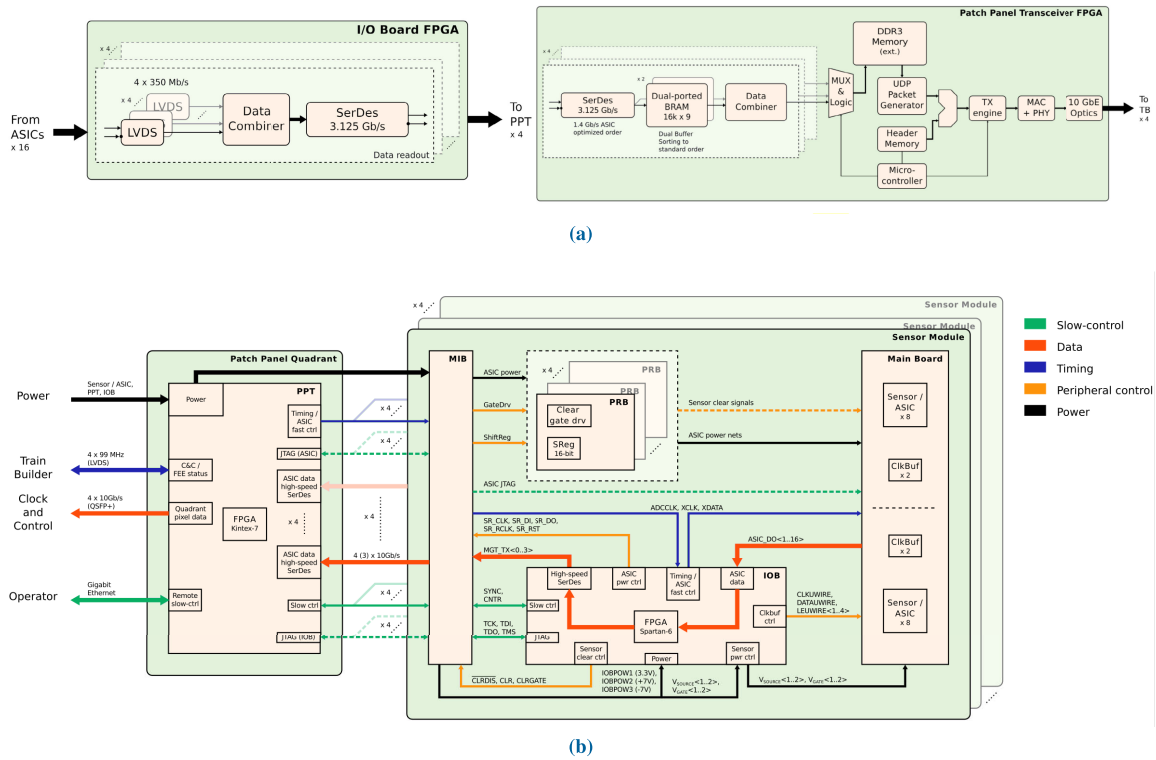 I/O Board FPGA
x 4
4 x 350 Mb/s
x 4
LVDS
LVDS
Data
Combirer
SerDes
3.125 Gb/s
Data readout
From
ASICs
x 16
To
PPT
x 4
Patch Panel Transceiver FPGA
x 4
SerDes
3.125 Gb/s
1.4 Gb/s ASIC
optimized order
x 2
Dual-ported
BRAM
16k x 9
Dual Buffer
Sorting to
standard order
Data
Combiner
MUX
&
Logic
DDR3
Memory
(ext.)
UDP
Packet
Generator
Header
Memory
Micro-
controller
TX
engine
MAC
+ PHY
10 GbE
Optics
To
TB
x 4
(a)
x 4
Sensor Module
Sensor Module
Sensor Module
Patch Panel Quadrant
Power
Sensor / ASIC,
PPT, IOB
Power
PPT
Timing /
ASIC
fast ctrl
JTAG (ASIC)
Train
Builder
4 x 99 MHz
(LVDS)
C&C /
FEE status
ASIC data
high-speed
SerDes
Clock
and
Control
4 x 10Gb/s
(QSFP+)
Quadrant
pixel data
FPGA
Kintex-7
x 4
ASIC data
high-speed
SerDes
Operator
Gigabit
Ethernet
Remote
slow-ctrl
Slow ctrl
JTAG (IOB)
x 4
x 4
x 4
4 (3) x 10Gb/s
x 4
x 4
MIB
ASIC power
GateDrv
ShiftReg
x 4
PRB
PRB
PRB
Clear
gate drv
SReg
16-bit
Sensor clear signals
ASIC power nets
ASIC JTAG
ADCCLK, XCLK, XDATA
SR_CLK, SR_DI, SR_DO,
SR_RCLK, SR_RST
MGT_TX<0..3>
ASIC_DO<1..16>
SYNC,
CNTR
TCK, TDI,
TDO, TMS
IOB
High-speed
SerDes
ASIC
pwr ctrl
Timing /
ASIC
fast ctrl
ASIC
data
Slow ctrl
FPGA
Spartan-6
Clkbuf
ctrl
JTAG
Sensor
clear ctrl
Power
Sensor
pwr ctrl
CLKUWIRE,
DATAUWIRE,
LEUWIRE<1..4>
CLRDIS, CLR, CLRGATE
IOBPOW1 (3.3V),
IOBPOW2 (+7V),
IOBPOW3 (-7V)
VSOURCE<1..2>,
VGATE<1..2>
VSOURCE<1..2>, VGATE<1..2>
Main Board
Sensor /
ASIC
x 8
ClkBuf
x 2
ClkBuf
x 2
Sensor /
ASIC
x 8
Slow-control
Data
Timing
Peripheral control
Power
(b)